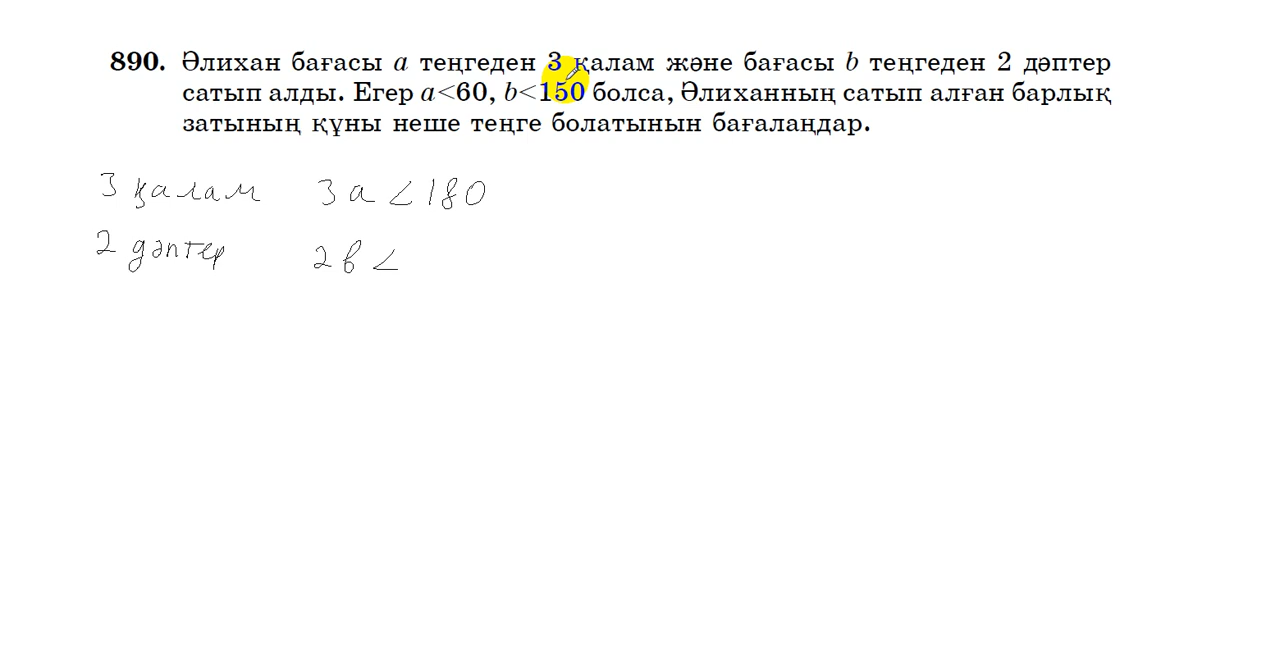 890. Әлихан бағасы a теңгеден 3 қалам және бағасы b теңгеден 2 дәптер
сатып алды. Егер a<60, b<150 болса, Әлиханның сатып алған барлық
затының құны неше теңге болатынын бағалаңдар.
3 қалам 3a < 180
2 дәптер 2b <